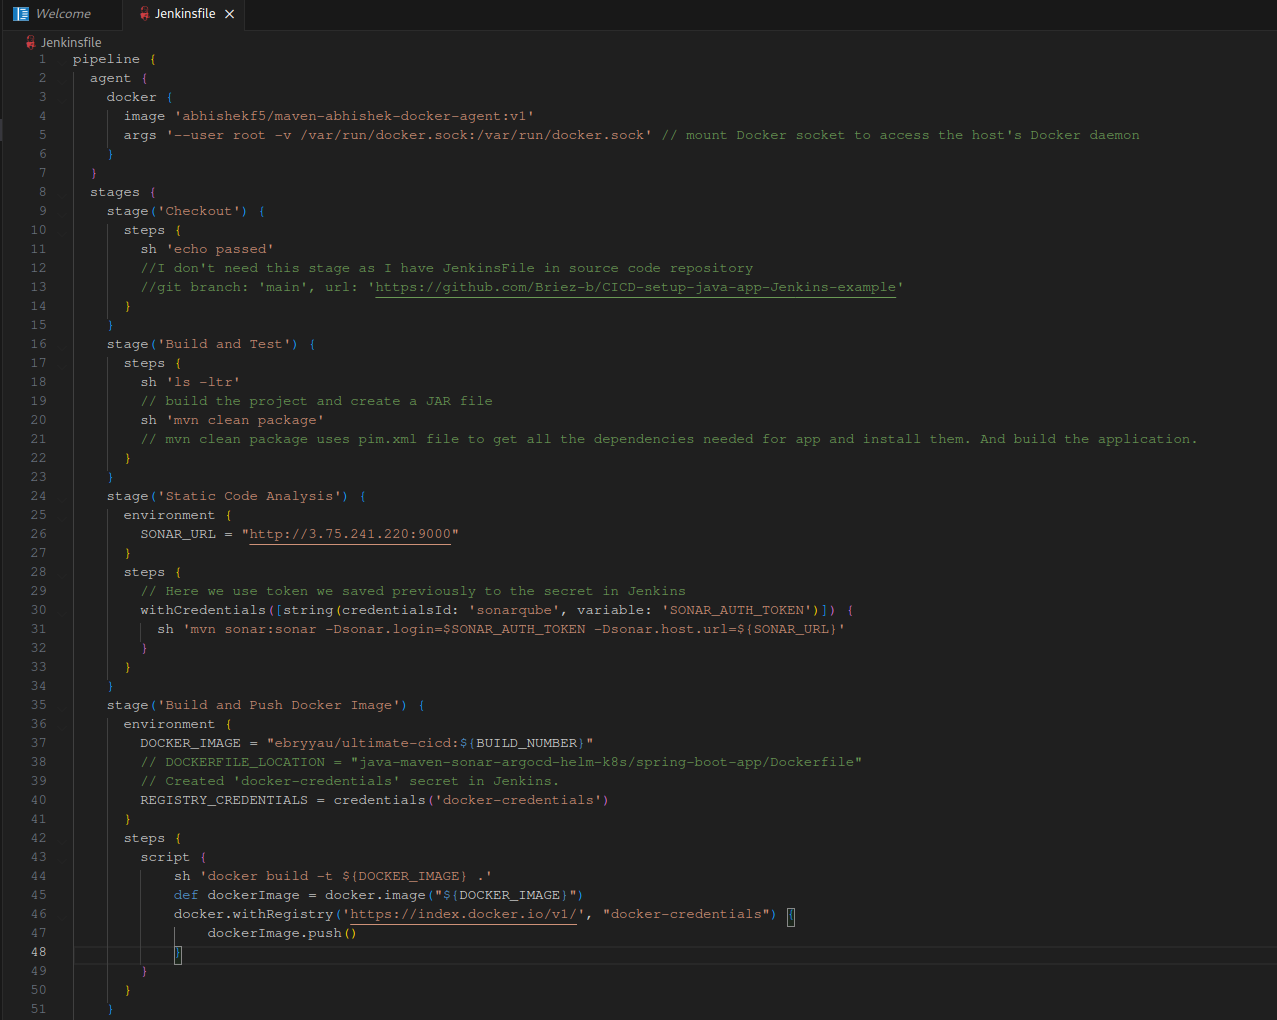 Welcome
Jenkinsfile ×
Jenkinsfile
1 pipeline {
2   agent {
3     docker {
4       image 'abhishekf5/maven-abhishek-docker-agent:v1'
5       args '--user root -v /var/run/docker.sock:/var/run/docker.sock' // mount Docker socket to access the host's Docker daemon
6     }
7   }
8   stages {
9     stage('Checkout') {
10       steps {
11         sh 'echo passed'
12         //I don't need this stage as I have JenkinsFile in source code repository
13         //git branch: 'main', url: 'https://github.com/Briez-b/CICD-setup-java-app-Jenkins-example'
14       }
15     }
16     stage('Build and Test') {
17       steps {
18         sh 'ls -ltr'
19         // build the project and create a JAR file
20         sh 'mvn clean package'
21         // mvn clean package uses pim.xml file to get all the dependencies needed for app and install them. And build the application.
22       }
23     }
24     stage('Static Code Analysis') {
25       environment {
26         SONAR_URL = "http://3.75.241.220:9000"
27       }
28       steps {
29         // Here we use token we saved previously to the secret in Jenkins
30         withCredentials([string(credentialsId: 'sonarqube', variable: 'SONAR_AUTH_TOKEN')]) {
31           sh 'mvn sonar:sonar -Dsonar.login=$SONAR_AUTH_TOKEN -Dsonar.host.url=${SONAR_URL}'
32         }
33       }
34     }
35     stage('Build and Push Docker Image') {
36       environment {
37         DOCKER_IMAGE = "ebryyau/ultimate-cicd:${BUILD_NUMBER}"
38         // DOCKERFILE_LOCATION = "java-maven-sonar-argocd-helm-k8s/spring-boot-app/Dockerfile"
39         // Created 'docker-credentials' secret in Jenkins.
40         REGISTRY_CREDENTIALS = credentials('docker-credentials')
41       }
42       steps {
43         script {
44             sh 'docker build -t ${DOCKER_IMAGE} .'
45             def dockerImage = docker.image("${DOCKER_IMAGE}")
46             docker.withRegistry('https://index.docker.io/v1/', "docker-credentials") {
47                 dockerImage.push()
48             }
49         }
50       }
51     }